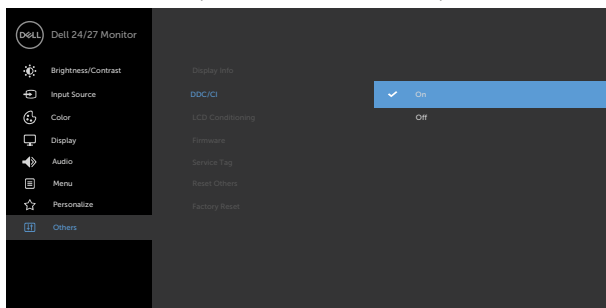 DELL
Dell 24/27 Monitor
Brightness/Contrast
Input Source
Color
Display
Audio
Menu
Personalize
Others
Display Info
DDC/CI
LCD Conditioning
Firmware
Service Tag
Reset Others
Factory Reset
On
Off